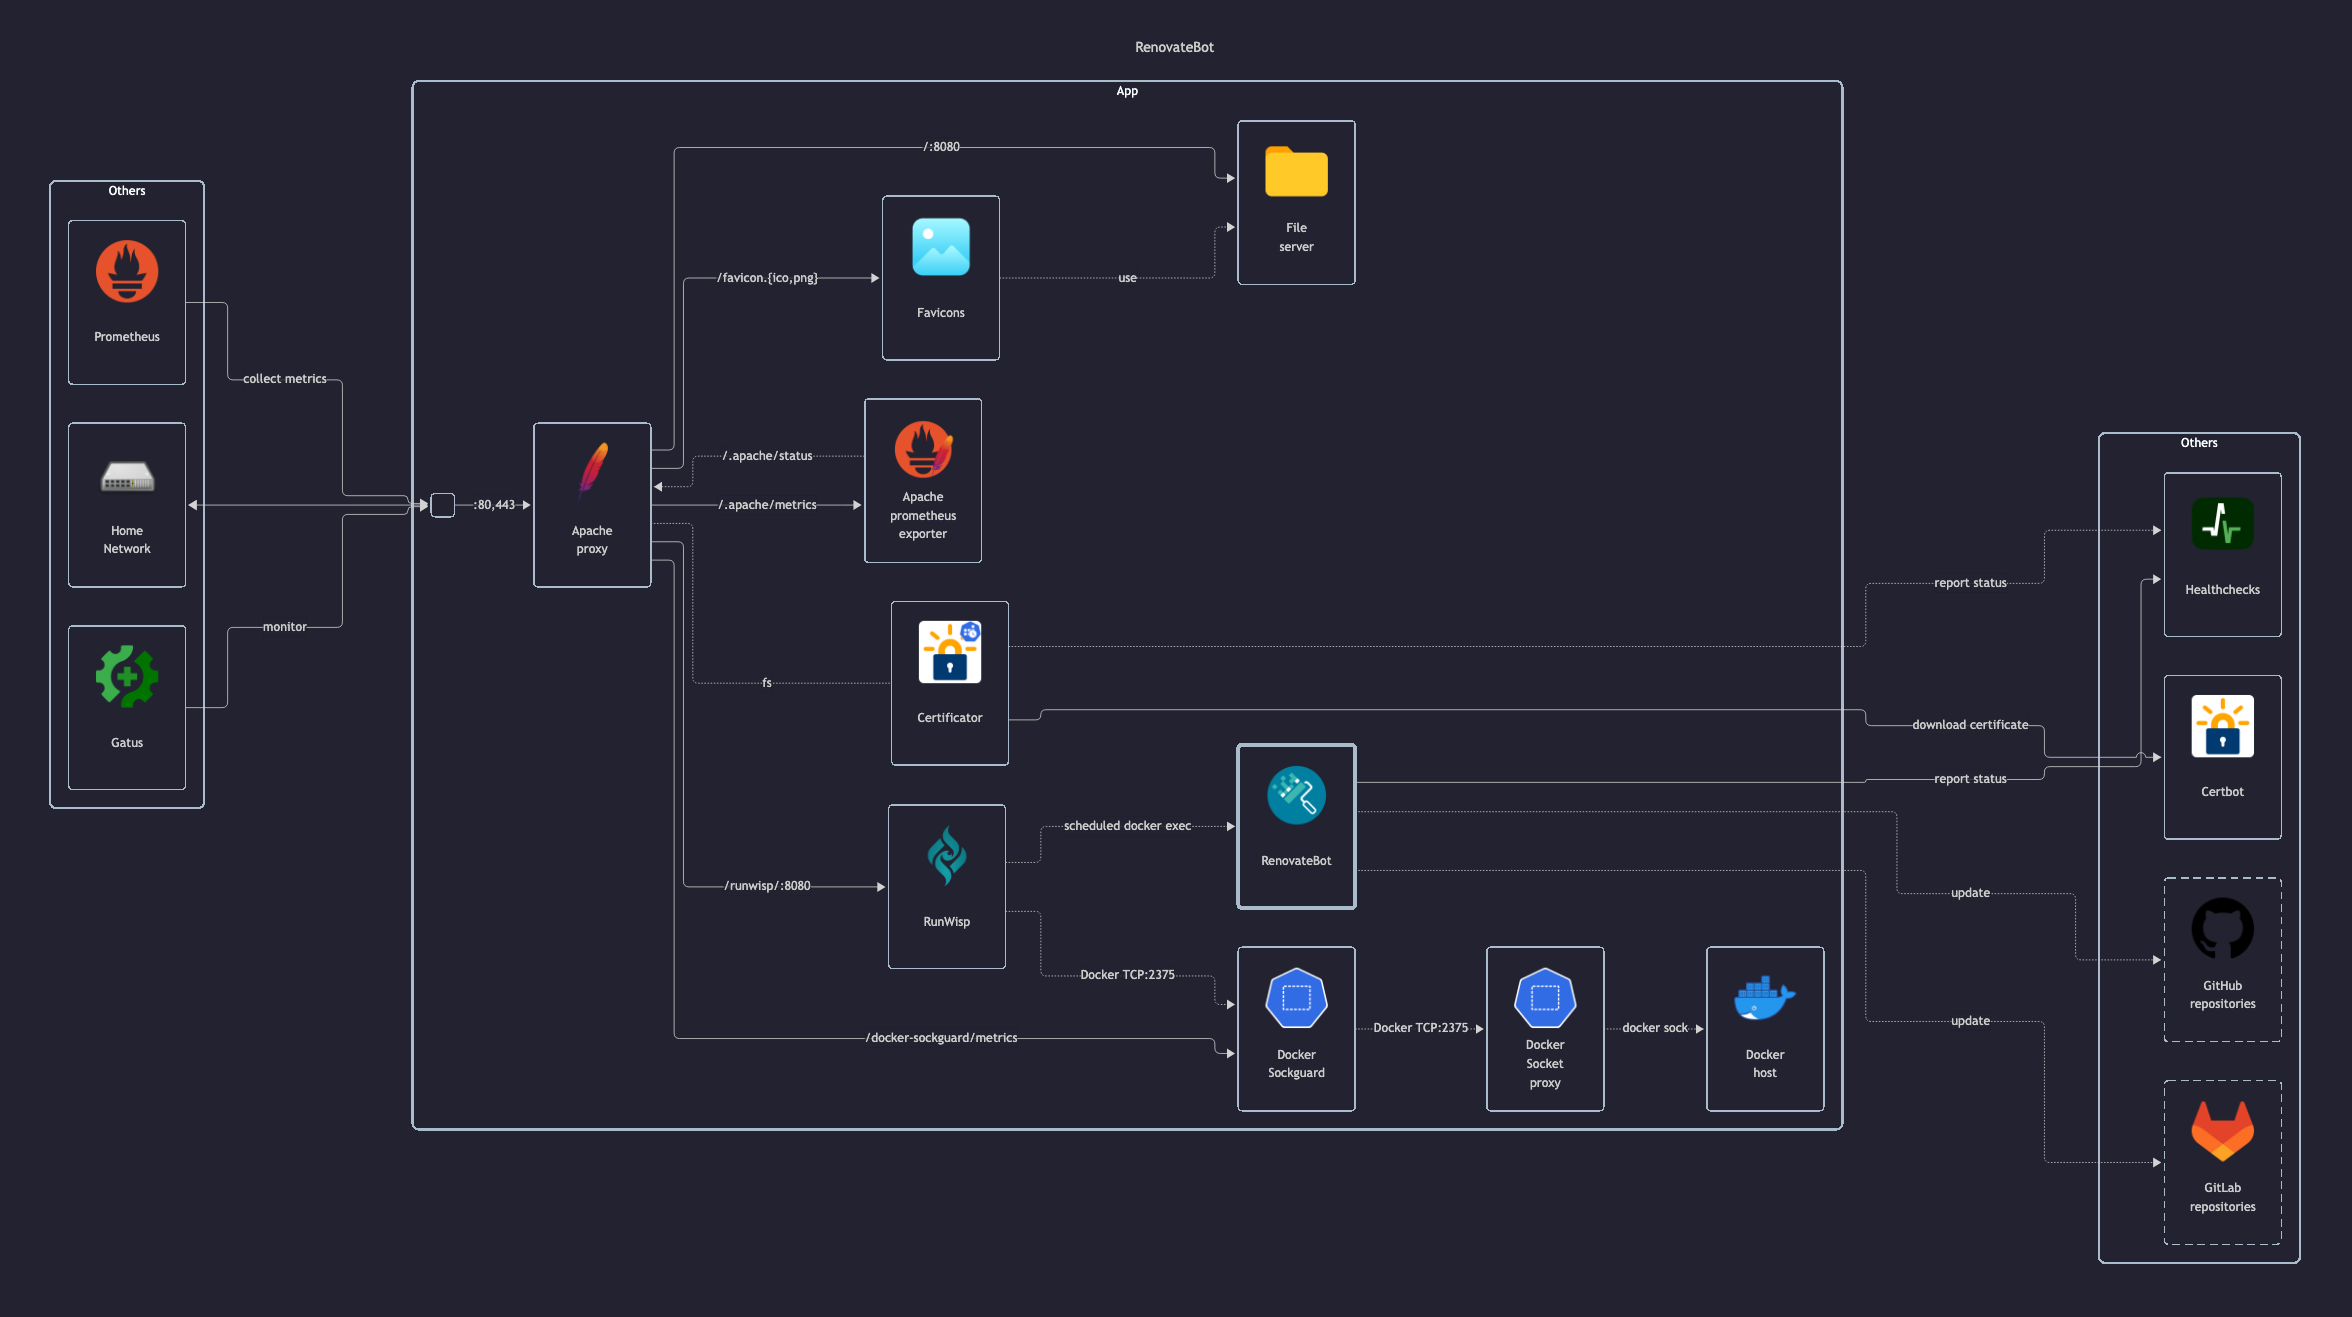 RenovateBot
App
Others
Prometheus
collect metrics
Home
Network
monitor
Gatus
:80,443
Apache
proxy
/:8080
File
server
/favicon.{ico,png}
Favicons
use
/.apache/status
/.apache/metrics
Apache
prometheus
exporter
fs
Certificator
/runwisp/:8080
RunWisp
scheduled docker exec
RenovateBot
Docker TCP:2375
/docker-sockguard/metrics
Docker
Sockguard
Docker TCP:2375
Docker
Socket
proxy
docker sock
Docker
host
report status
download certificate
report status
update
update
Others
Healthchecks
Certbot
GitHub
repositories
GitLab
repositories